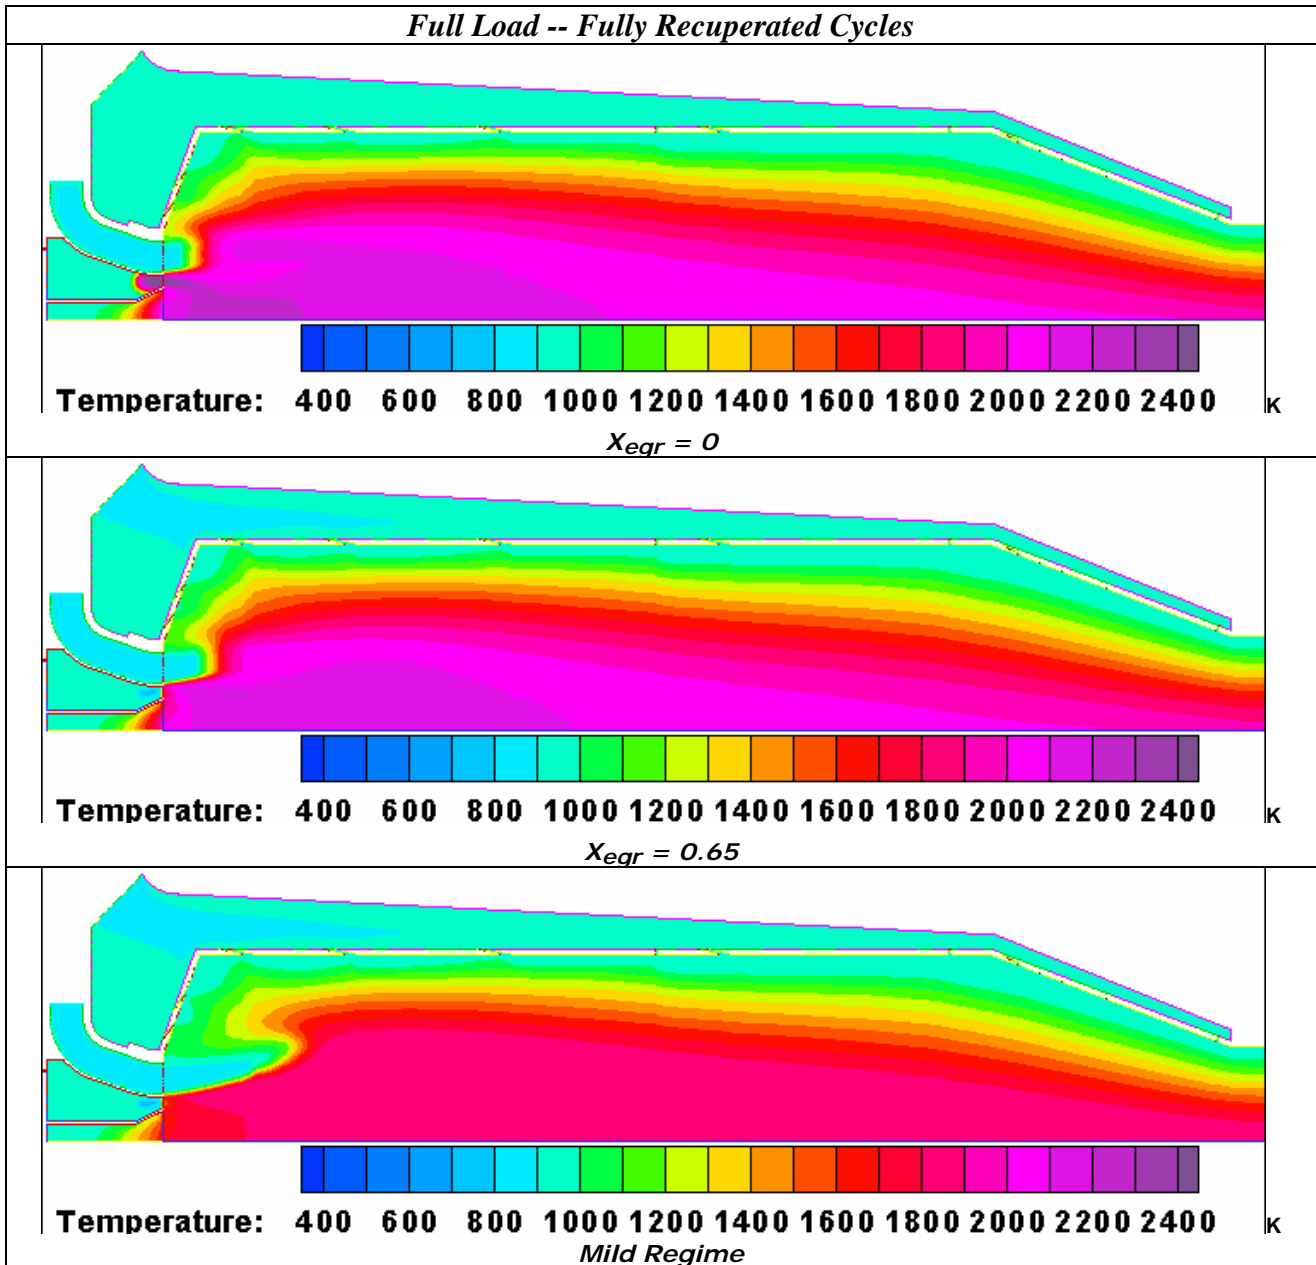 Full Load -- Fully Recuperated Cycles
Temperature: 400 600 800 1000 1200 1400 1600 1800 2000 2200 2400 K
Xegr = 0
Temperature: 400 600 800 1000 1200 1400 1600 1800 2000 2200 2400 K
Xegr = 0.65
Temperature: 400 600 800 1000 1200 1400 1600 1800 2000 2200 2400 K
Mild Regime